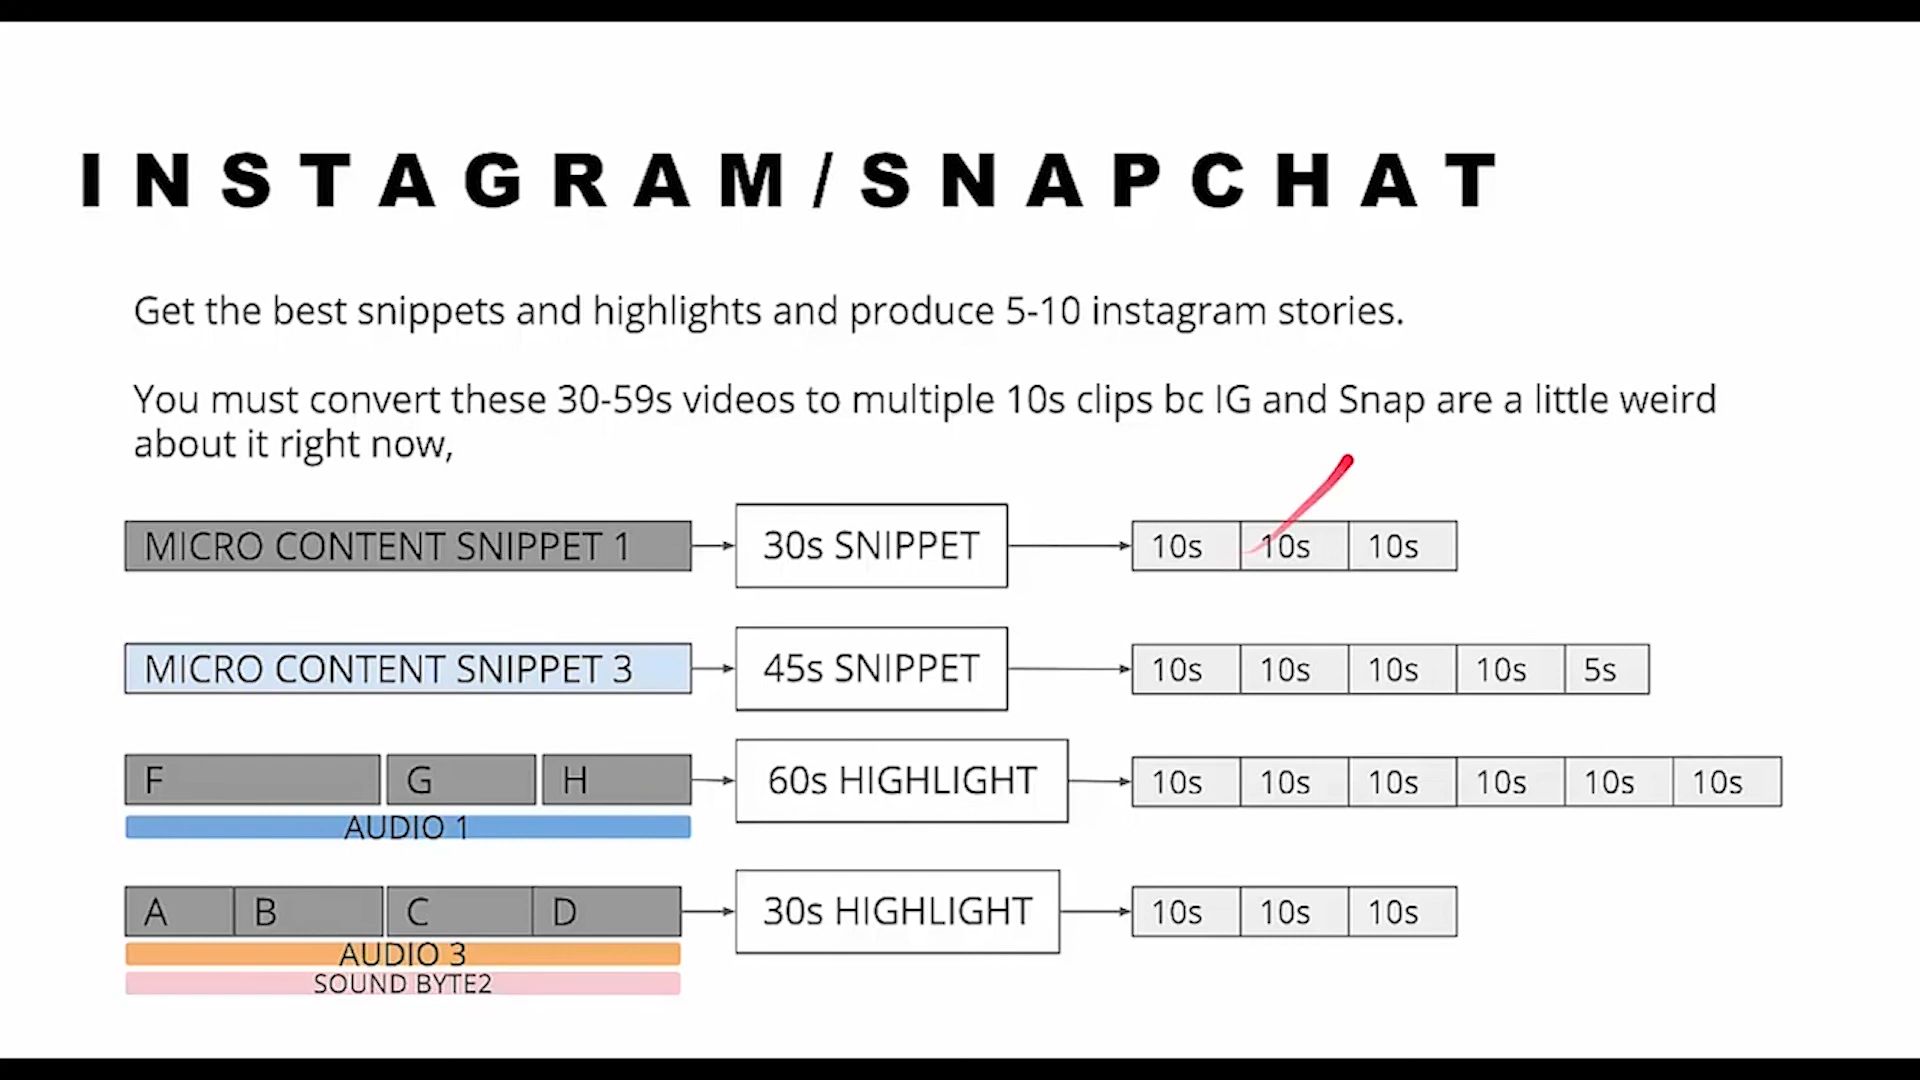 INSTAGRAM/SNAPCHAT
Get the best snippets and highlights and produce 5-10 instagram stories.
You must convert these 30-59s videos to multiple 10s clips bc IG and Snap are a little weird
about it right now,
MICRO CONTENT SNIPPET 1 30s SNIPPET 10s 10s 10s
MICRO CONTENT SNIPPET 3 45s SNIPPET 10s 10s 10s 10s 5s
F G H 60s HIGHLIGHT 10s 10s 10s 10s 10s 10s
AUDIO 1
A B C D 30s HIGHLIGHT 10s 10s 10s
AUDIO 3
SOUND BYTE2